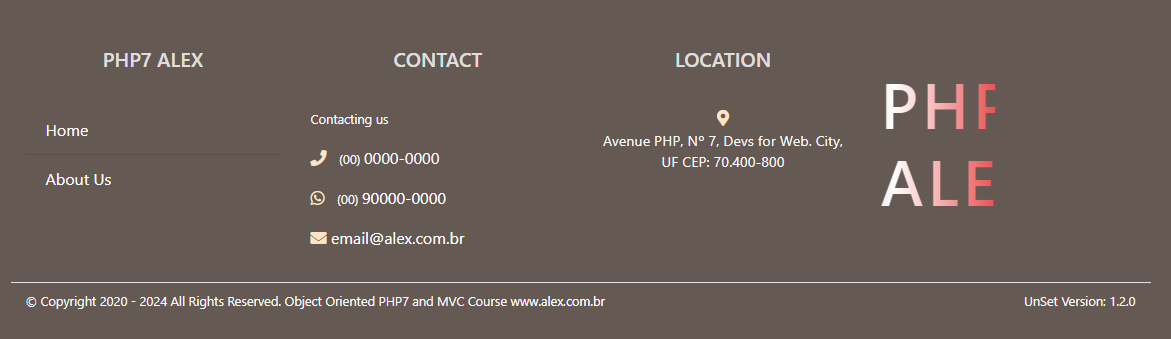 PHP7 ALEX
Home
About Us
CONTACT
Contacting us
(00) 0000-0000
(00) 90000-0000
email@alex.com.br
LOCATION
Avenue PHP, Nº 7, Devs for Web. City,
UF CEP: 70.400-800
PHP
ALE
© Copyright 2020 - 2024 All Rights Reserved. Object Oriented PHP7 and MVC Course www.alex.com.br
UnSet Version: 1.2.0